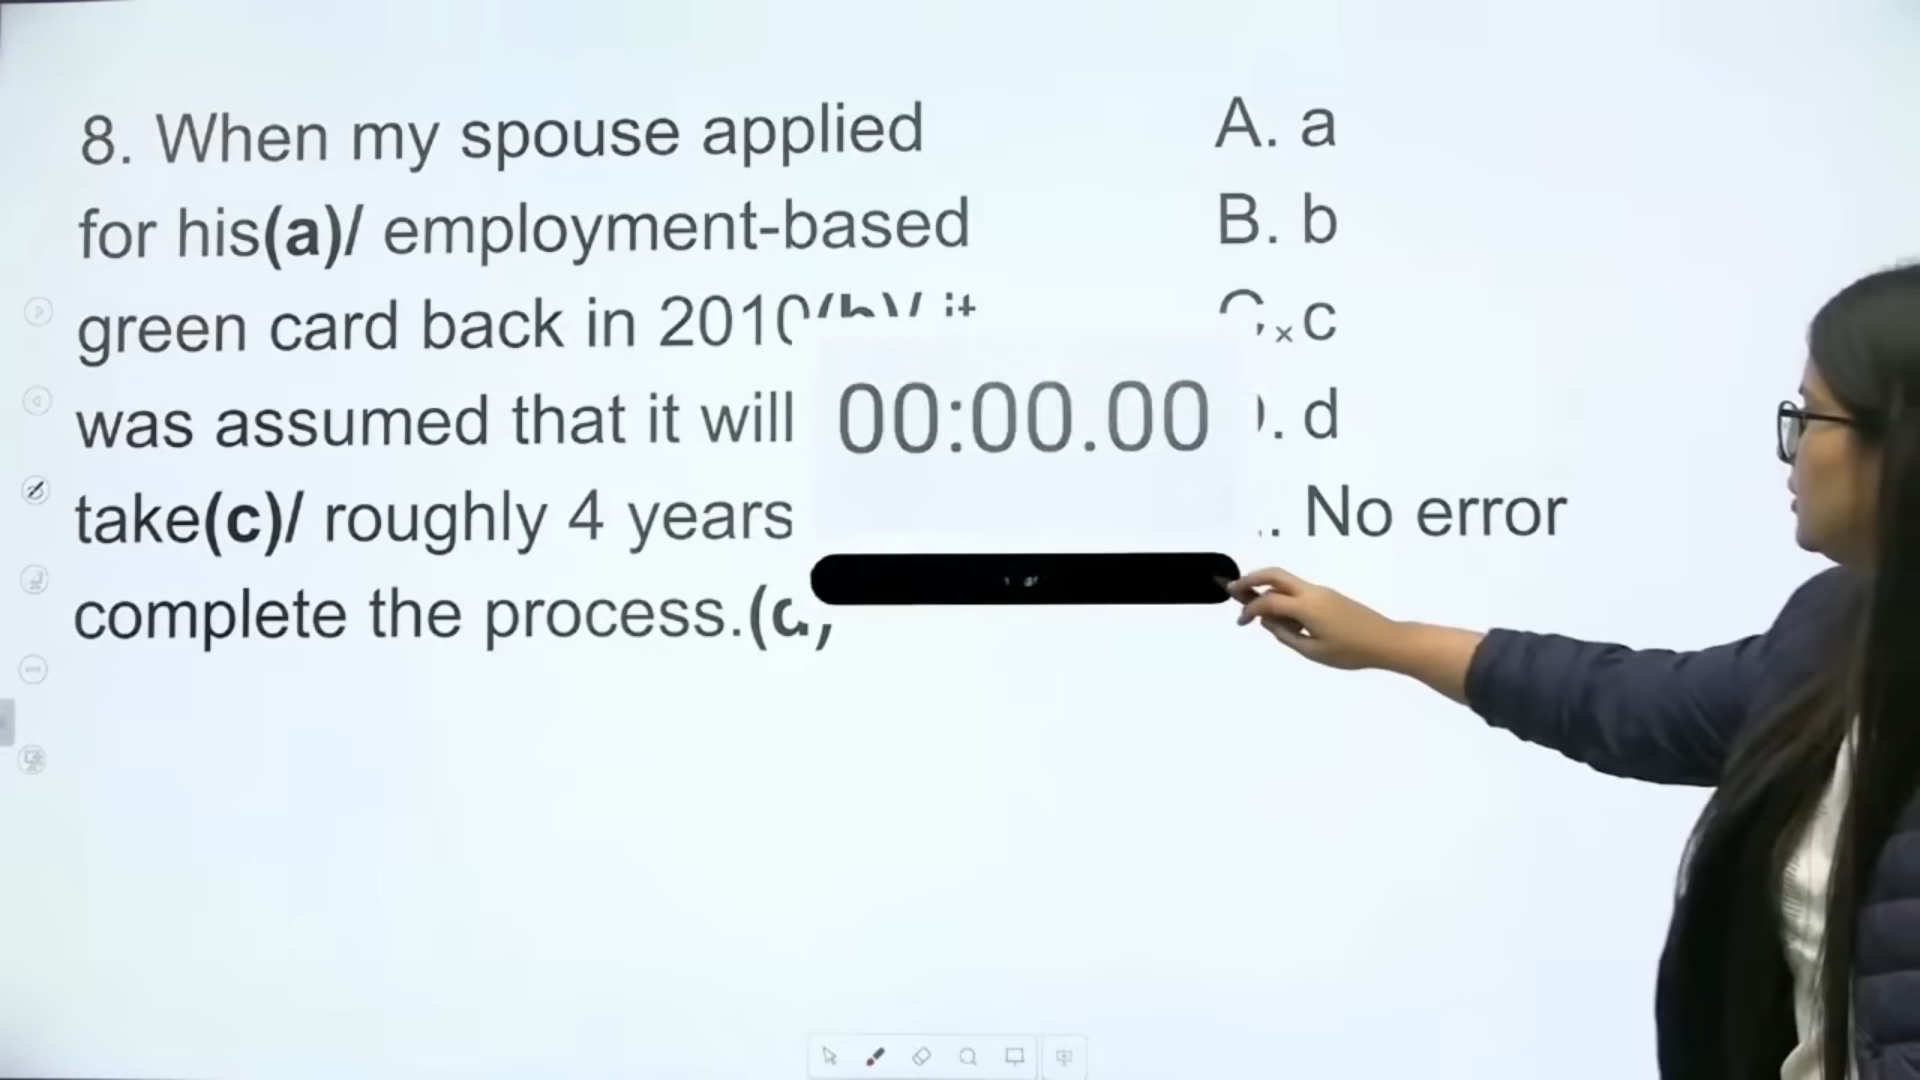 8. When my spouse applied
for his(a)/ employment-based
green card back in 2010(b)/ it
was assumed that it will
take(c)/ roughly 4 years
complete the process.(d)
A. a
B. b
C. c
D. d
. No error
00:00.00